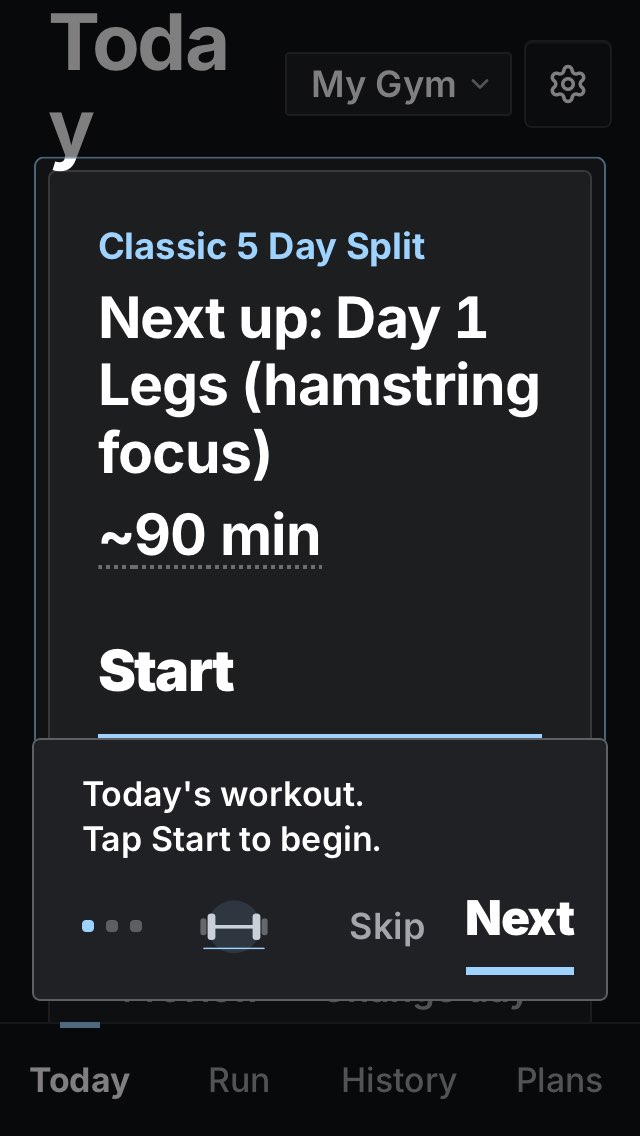 Toda
y
My Gym
Classic 5 Day Split
Next up: Day 1
Legs (hamstring
focus)
~90 min
Start
Today's workout.
Tap Start to begin.
Skip
Next
Today
Run
History
Plans